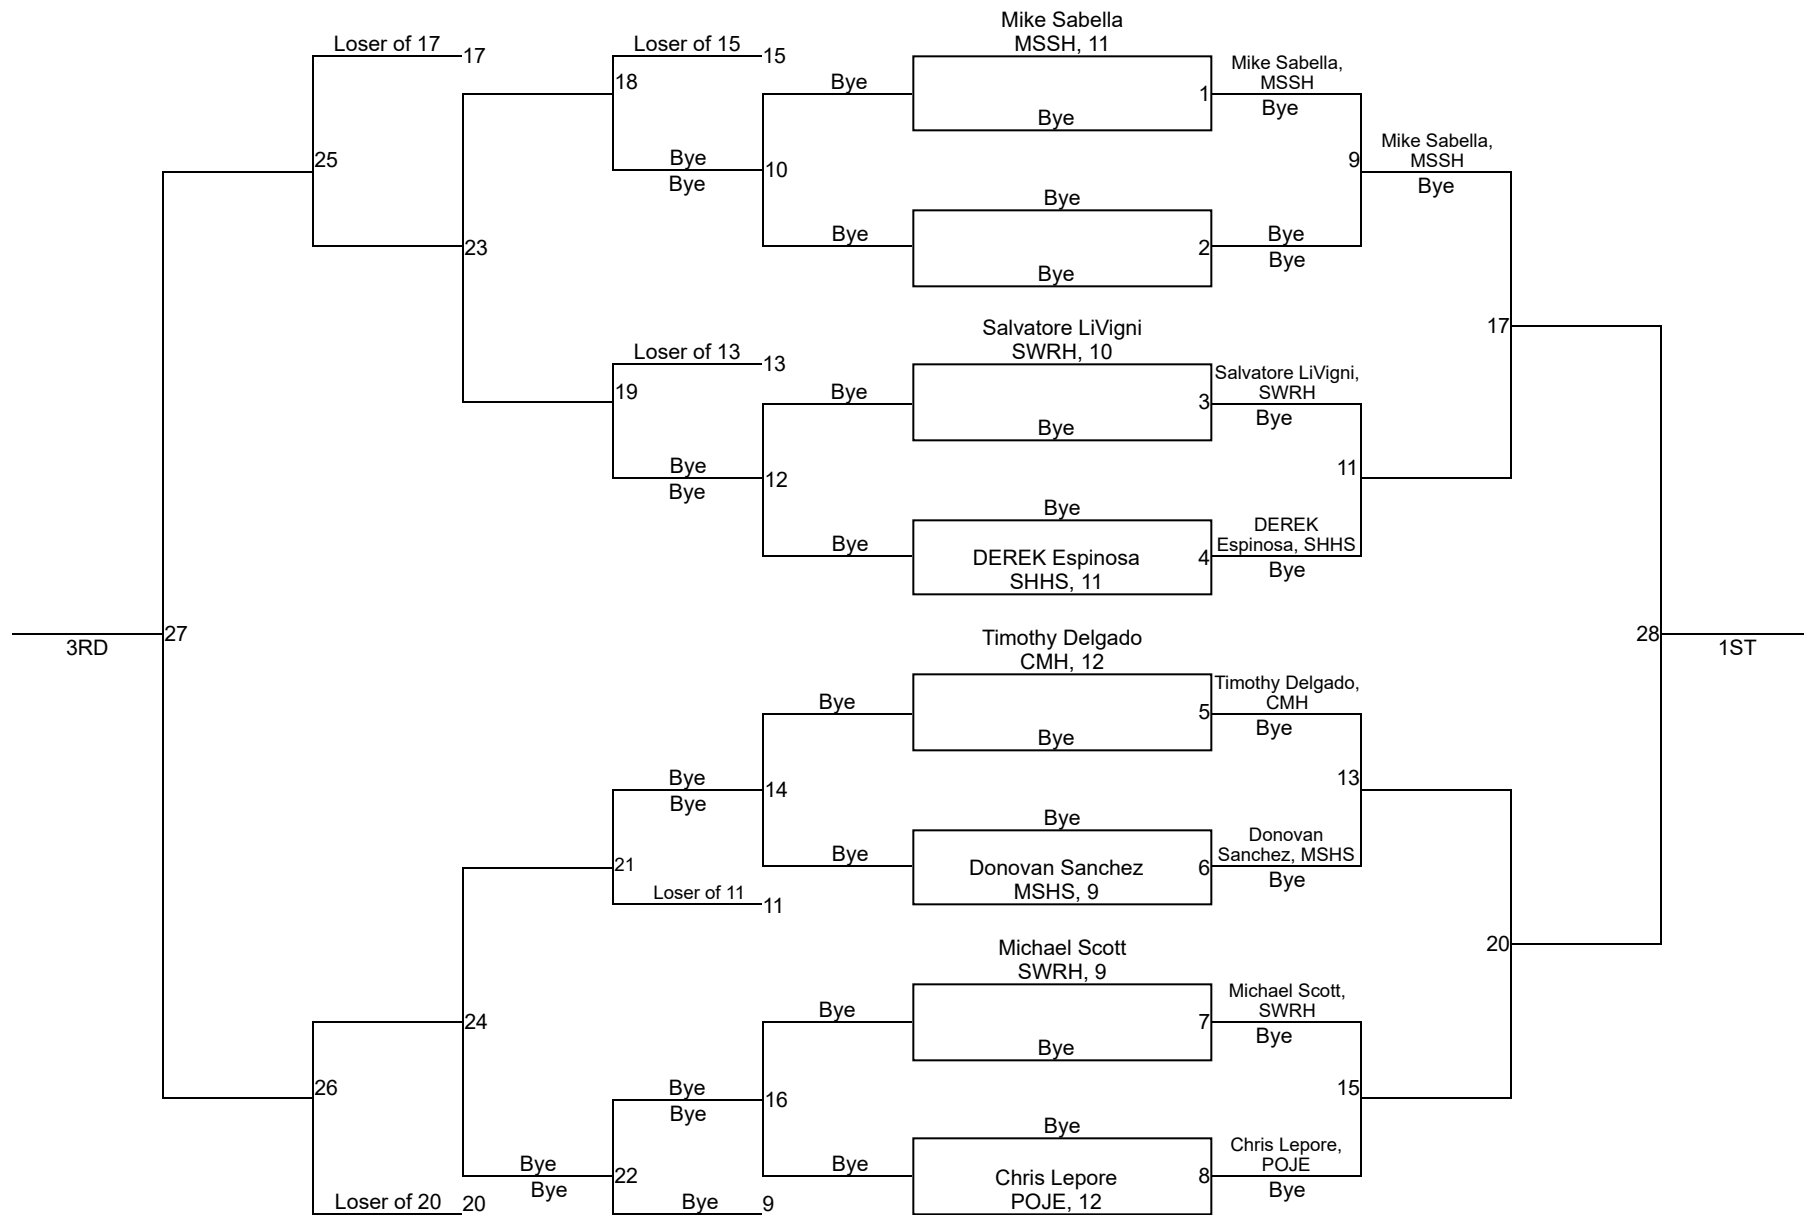 Mike Sabella
MSSH, 11
Loser of 17
17
Loser of 15
15
Mike Sabella,
MSSH
18
Bye
1
Bye
Bye
Mike Sabella,
MSSH
25
Bye
10
9
Bye
Bye
Bye
Bye
23
Bye
2
Bye
Bye
Bye
Salvatore LiVigni
SWRH, 10
17
Loser of 13
13
Salvatore LiVigni,
SWRH
19
Bye
3
Bye
Bye
Bye
12
11
Bye
Bye
DEREK
Espinosa, SHHS
Bye
DEREK Espinosa
SHHS, 11
4
Bye
3RD
27
Timothy Delgado
CMH, 12
28
1ST
Timothy Delgado,
CMH
Bye
5
Bye
Bye
Bye
14
13
Bye
Bye
Donovan
Sanchez, MSHS
21
Bye
Donovan Sanchez
MSHS, 9
6
Bye
Loser of 11
11
Michael Scott
SWRH, 9
20
Michael Scott,
SWRH
24
Bye
7
Bye
Bye
26
Bye
16
15
Bye
Bye
Chris Lepore,
POJE
Bye
22
Bye
Chris Lepore
POJE, 12
8
Bye
Bye
Loser of 20
20
Bye
9